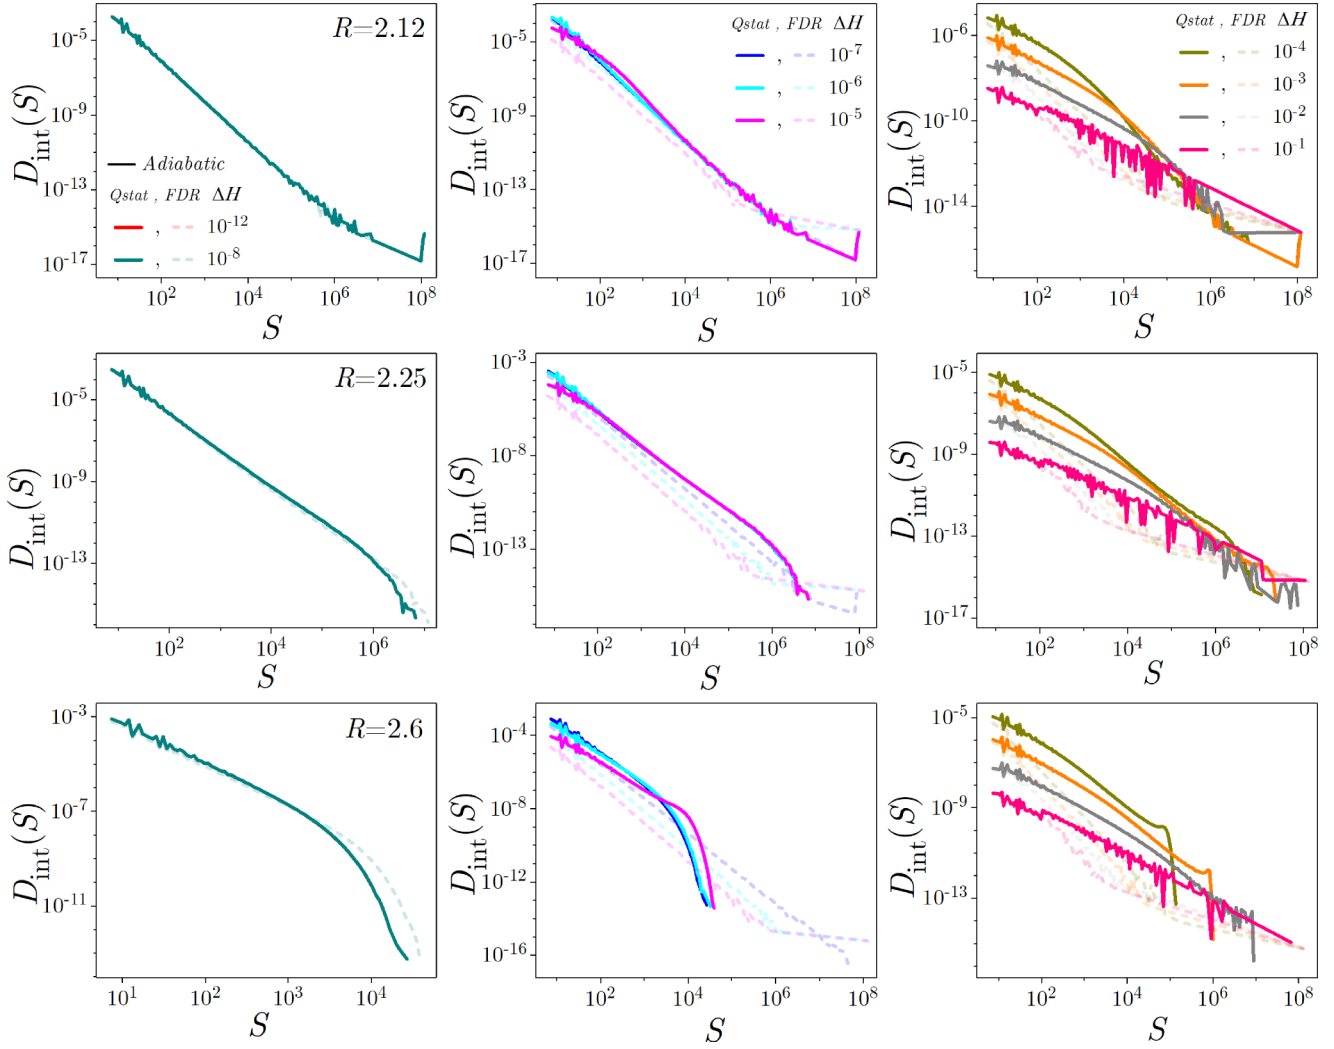 R=2.12
D_int(S)
10^-5
10^-9
10^-13
10^-17
Adiabatic
Qstat , FDR ΔH
, 10^-12
, 10^-8
10^2 10^4 10^6 10^8
S
D_int(S)
10^-5
10^-9
10^-13
10^-17
Qstat , FDR ΔH
, 10^-7
, 10^-6
, 10^-5
10^2 10^4 10^6 10^8
S
D_int(S)
10^-6
10^-10
10^-14
Qstat , FDR ΔH
, 10^-4
, 10^-3
, 10^-2
, 10^-1
10^2 10^4 10^6 10^8
S
R=2.25
D_int(S)
10^-5
10^-9
10^-13
10^2 10^4 10^6
S
D_int(S)
10^-3
10^-8
10^-13
10^2 10^4 10^6 10^8
S
D_int(S)
10^-5
10^-9
10^-13
10^-17
10^2 10^4 10^6 10^8
S
R=2.6
D_int(S)
10^-3
10^-7
10^-11
10^1 10^2 10^3 10^4
S
D_int(S)
10^-4
10^-8
10^-12
10^-16
10^2 10^4 10^6 10^8
S
D_int(S)
10^-5
10^-9
10^-13
10^2 10^4 10^6 10^8
S